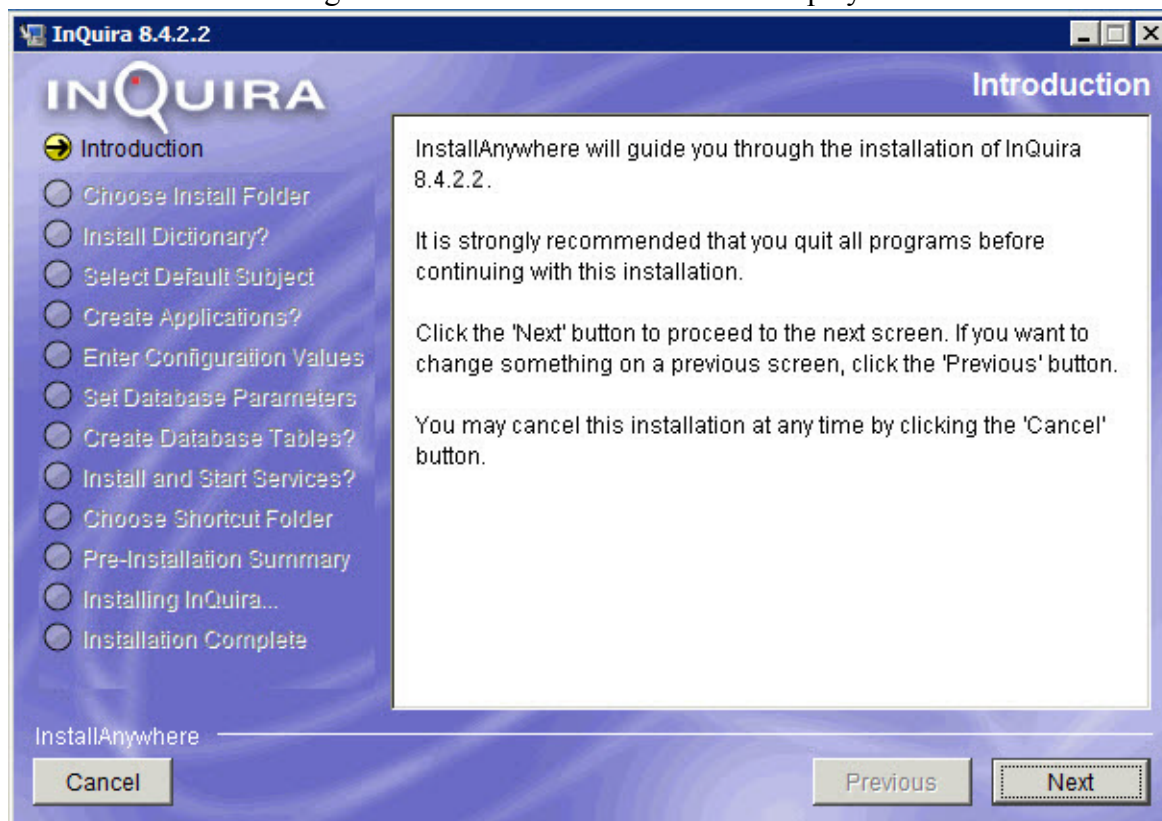 InQuira 8.4.2.2
INQUIRA
Introduction
Introduction
Choose Install Folder
Install Dictionary?
Select Default Subject
Create Applications?
Enter Configuration Values
Set Database Parameters
Create Database Tables?
Install and Start Services?
Choose Shortcut Folder
Pre-Installation Summary
Installing InQuira...
Installation Complete
InstallAnywhere will guide you through the installation of InQuira
8.4.2.2.
It is strongly recommended that you quit all programs before
continuing with this installation.
Click the 'Next' button to proceed to the next screen. If you want to
change something on a previous screen, click the 'Previous' button.
You may cancel this installation at any time by clicking the 'Cancel'
button.
InstallAnywhere
Cancel
Previous
Next